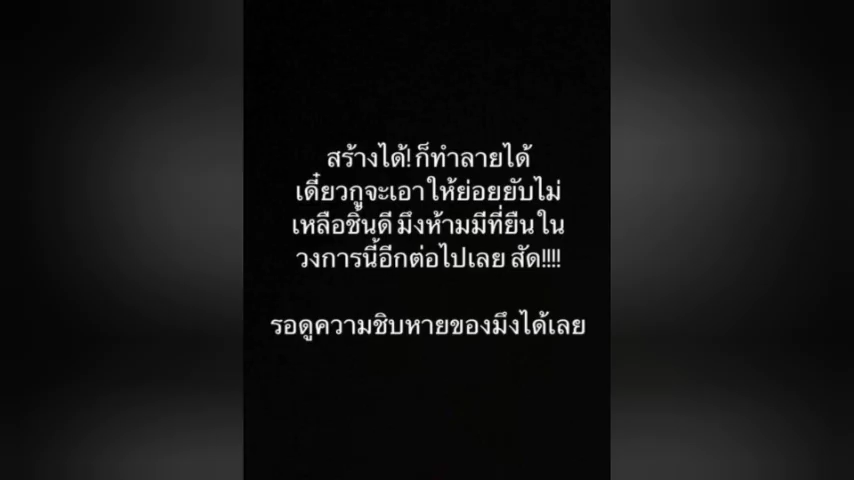 สร้างได้! ก็ทำลายได้
เดี๋ยวกูจะเอาให้ย่อยยับไม่
เหลือชิ้นดี มึงห้ามมีที่ยืนใน
วงการนี้อีกต่อไปเลย สัด!!!!
รอดูความชิบหายของมึงได้เลย